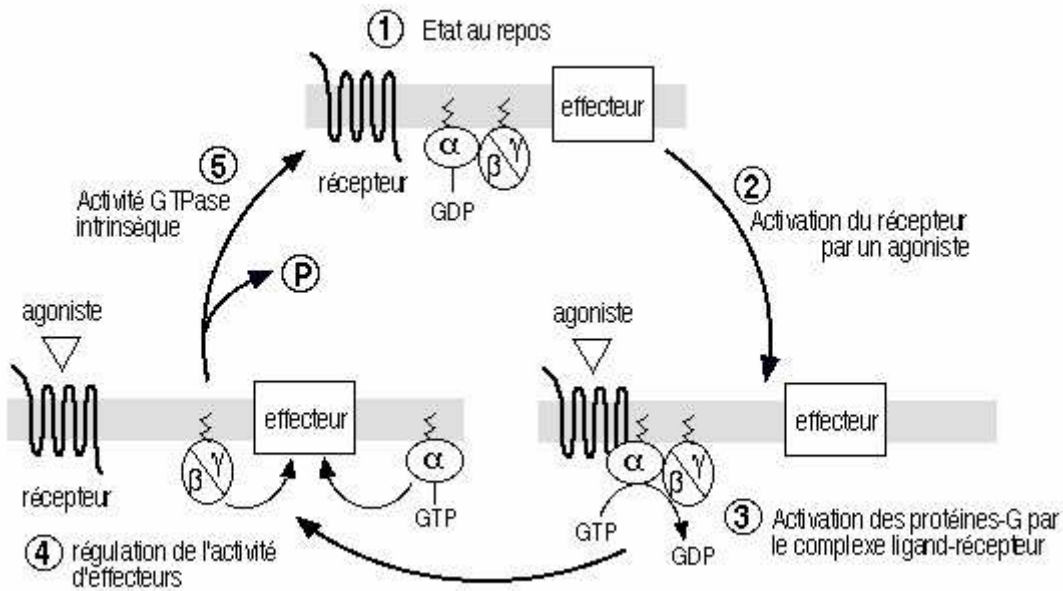 1 Etat au repos
effecteur
α
β γ
récepteur
GDP
2
Activation du récepteur
par un agoniste
5
Activité GTPase
intrinsèque
P
agoniste
effecteur
récepteur
β γ
α
GTP
4 régulation de l'activité
d'effecteurs
agoniste
effecteur
α
β γ
GTP
GDP
3 Activation des protéines-G par
le complexe ligand-récepteur